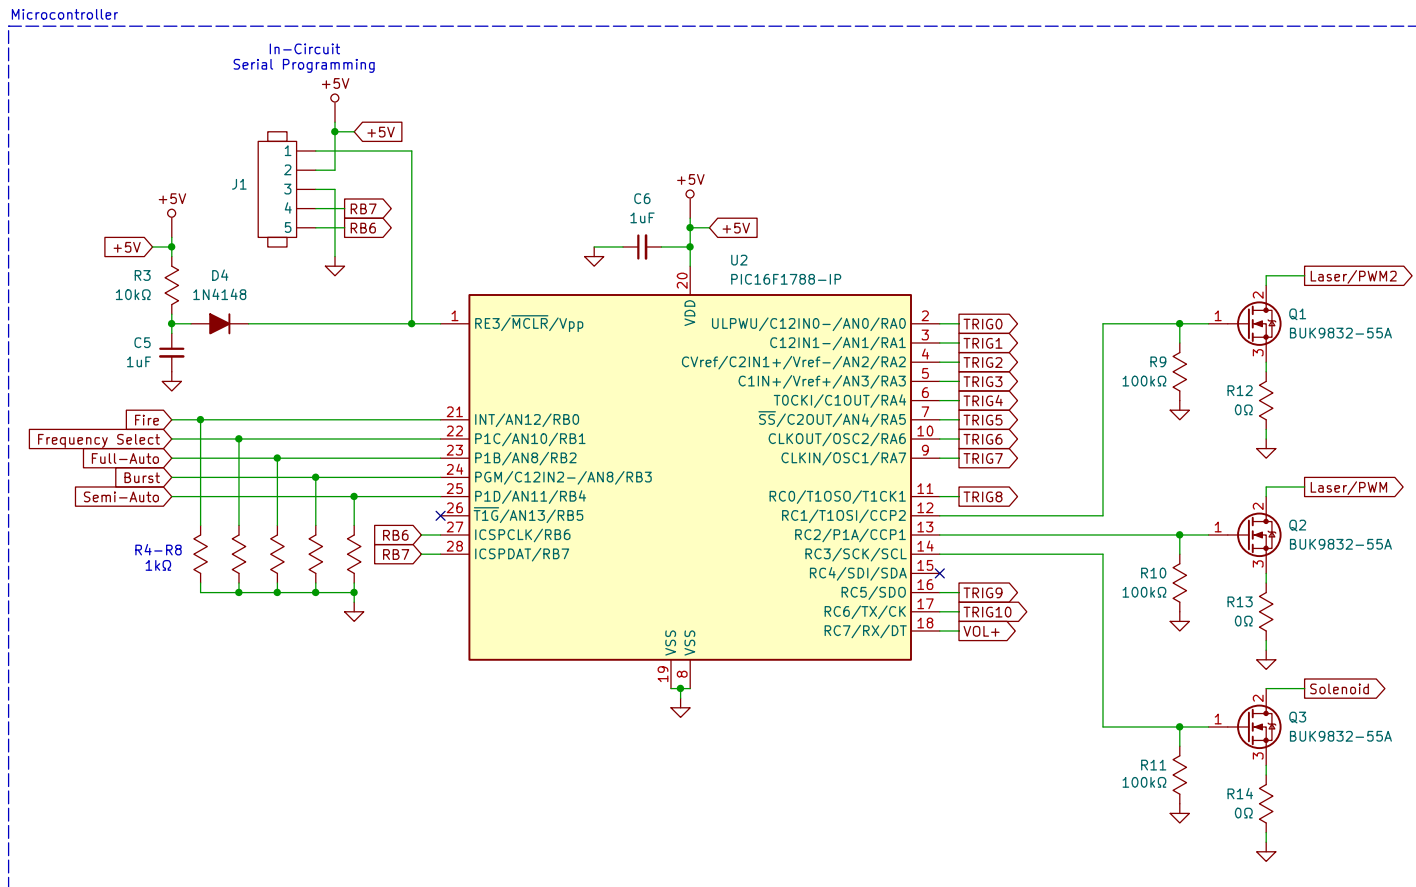 Microcontroller
In-Circuit
Serial Programming
+5V
+5V
J1
1
2
3
4
5
RB7
RB6
+5V
+5V
R3
10kΩ
D4
1N4148
C5
1uF
C6
1uF
+5V
+5V
U2
PIC16F1788-IP
20
VDD
1
RE3/MCLR/Vpp
Fire
21
INT/AN12/RB0
Frequency Select
22
P1C/AN10/RB1
Full-Auto
23
P1B/AN8/RB2
Burst
24
PGM/C12IN2-/AN8/RB3
Semi-Auto
25
P1D/AN11/RB4
26
T1G/AN13/RB5
RB6
27
ICSPCLK/RB6
RB7
28
ICSPDAT/RB7
R4-R8
1kΩ
ULPWU/C12IN0-/AN0/RA0
2
TRIG0
C12IN1-/AN1/RA1
3
TRIG1
CVref/C2IN1+/Vref-/AN2/RA2
4
TRIG2
C1IN+/Vref+/AN3/RA3
5
TRIG3
T0CKI/C1OUT/RA4
6
TRIG4
SS/C2OUT/AN4/RA5
7
TRIG5
CLKOUT/OSC2/RA6
10
TRIG6
CLKIN/OSC1/RA7
9
TRIG7
RC0/T1OSO/T1CK1
11
TRIG8
RC1/T1OSI/CCP2
12
RC2/P1A/CCP1
13
RC3/SCK/SCL
14
RC4/SDI/SDA
15
RC5/SDO
16
TRIG9
RC6/TX/CK
17
TRIG10
RC7/RX/DT
18
VOL+
VSS
VSS
19
8
Laser/PWM2
2
1
3
Q1
BUK9832-55A
R9
100kΩ
R12
0Ω
Laser/PWM
2
1
3
Q2
BUK9832-55A
R10
100kΩ
R13
0Ω
Solenoid
2
1
3
Q3
BUK9832-55A
R11
100kΩ
R14
0Ω